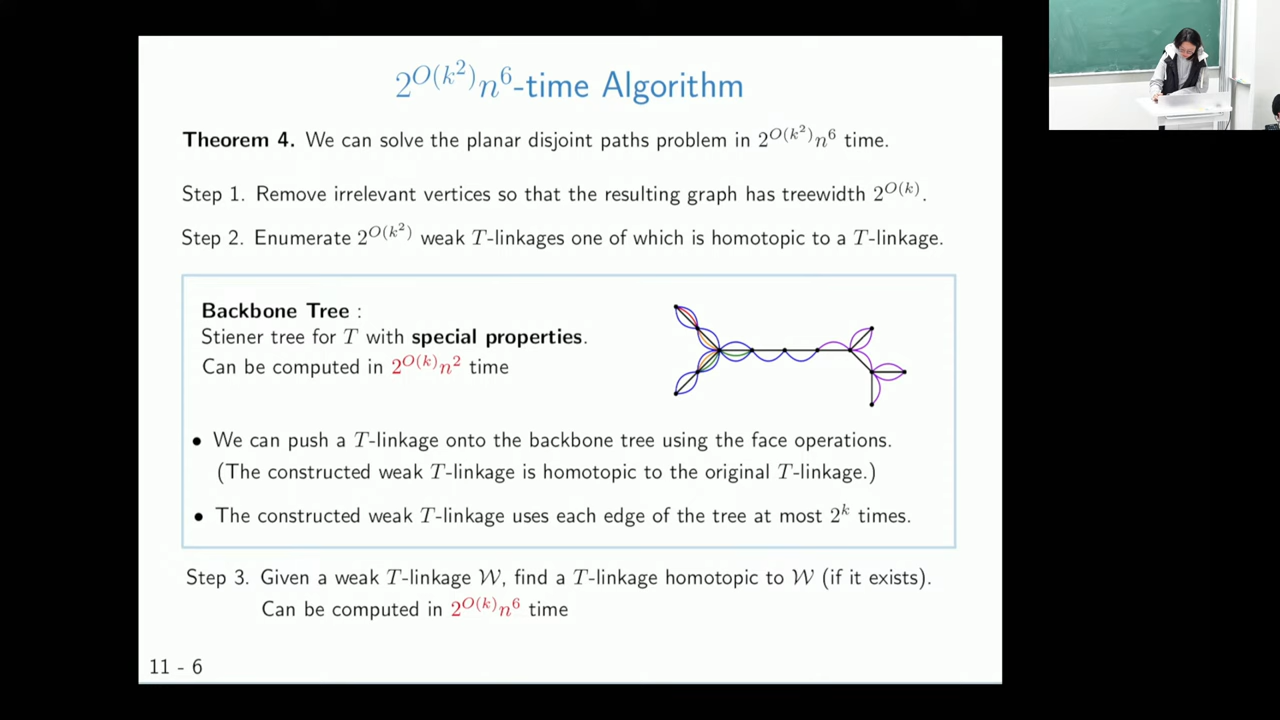 2^{O(k^2)}n^6-time Algorithm
Theorem 4. We can solve the planar disjoint paths problem in 2^{O(k^2)}n^6 time.
Step 1. Remove irrelevant vertices so that the resulting graph has treewidth 2^{O(k)}.
Step 2. Enumerate 2^{O(k^2)} weak T-linkages one of which is homotopic to a T-linkage.
Backbone Tree :
Stiener tree for T with special properties.
Can be computed in 2^{O(k)}n^2 time
• We can push a T-linkage onto the backbone tree using the face operations.
(The constructed weak T-linkage is homotopic to the original T-linkage.)
• The constructed weak T-linkage uses each edge of the tree at most 2^k times.
Step 3. Given a weak T-linkage W, find a T-linkage homotopic to W (if it exists).
Can be computed in 2^{O(k)}n^6 time
11 - 6